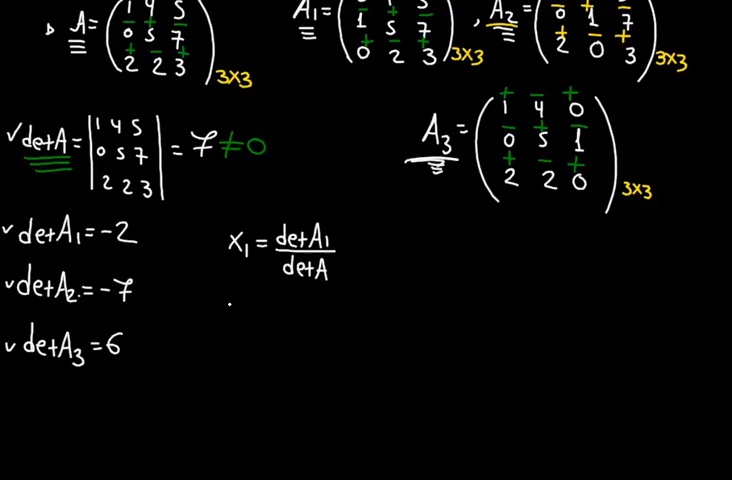 1 4 5
A= 0 5 7
2 2 3 3x3
A1= 1 5 7
0 2 3 3x3
, A2= 0 1 7
2 0 3 3x3
✓ detA= 1 4 5
0 5 7
2 2 3 = 7 ≠0
+ - +
A3= 1 4 0
- + -
0 5 1
+ - +
2 2 0 3x3
✓ detA1=-2
x1 = detA1
detA
✓ detA2=-7
✓ detA3=6